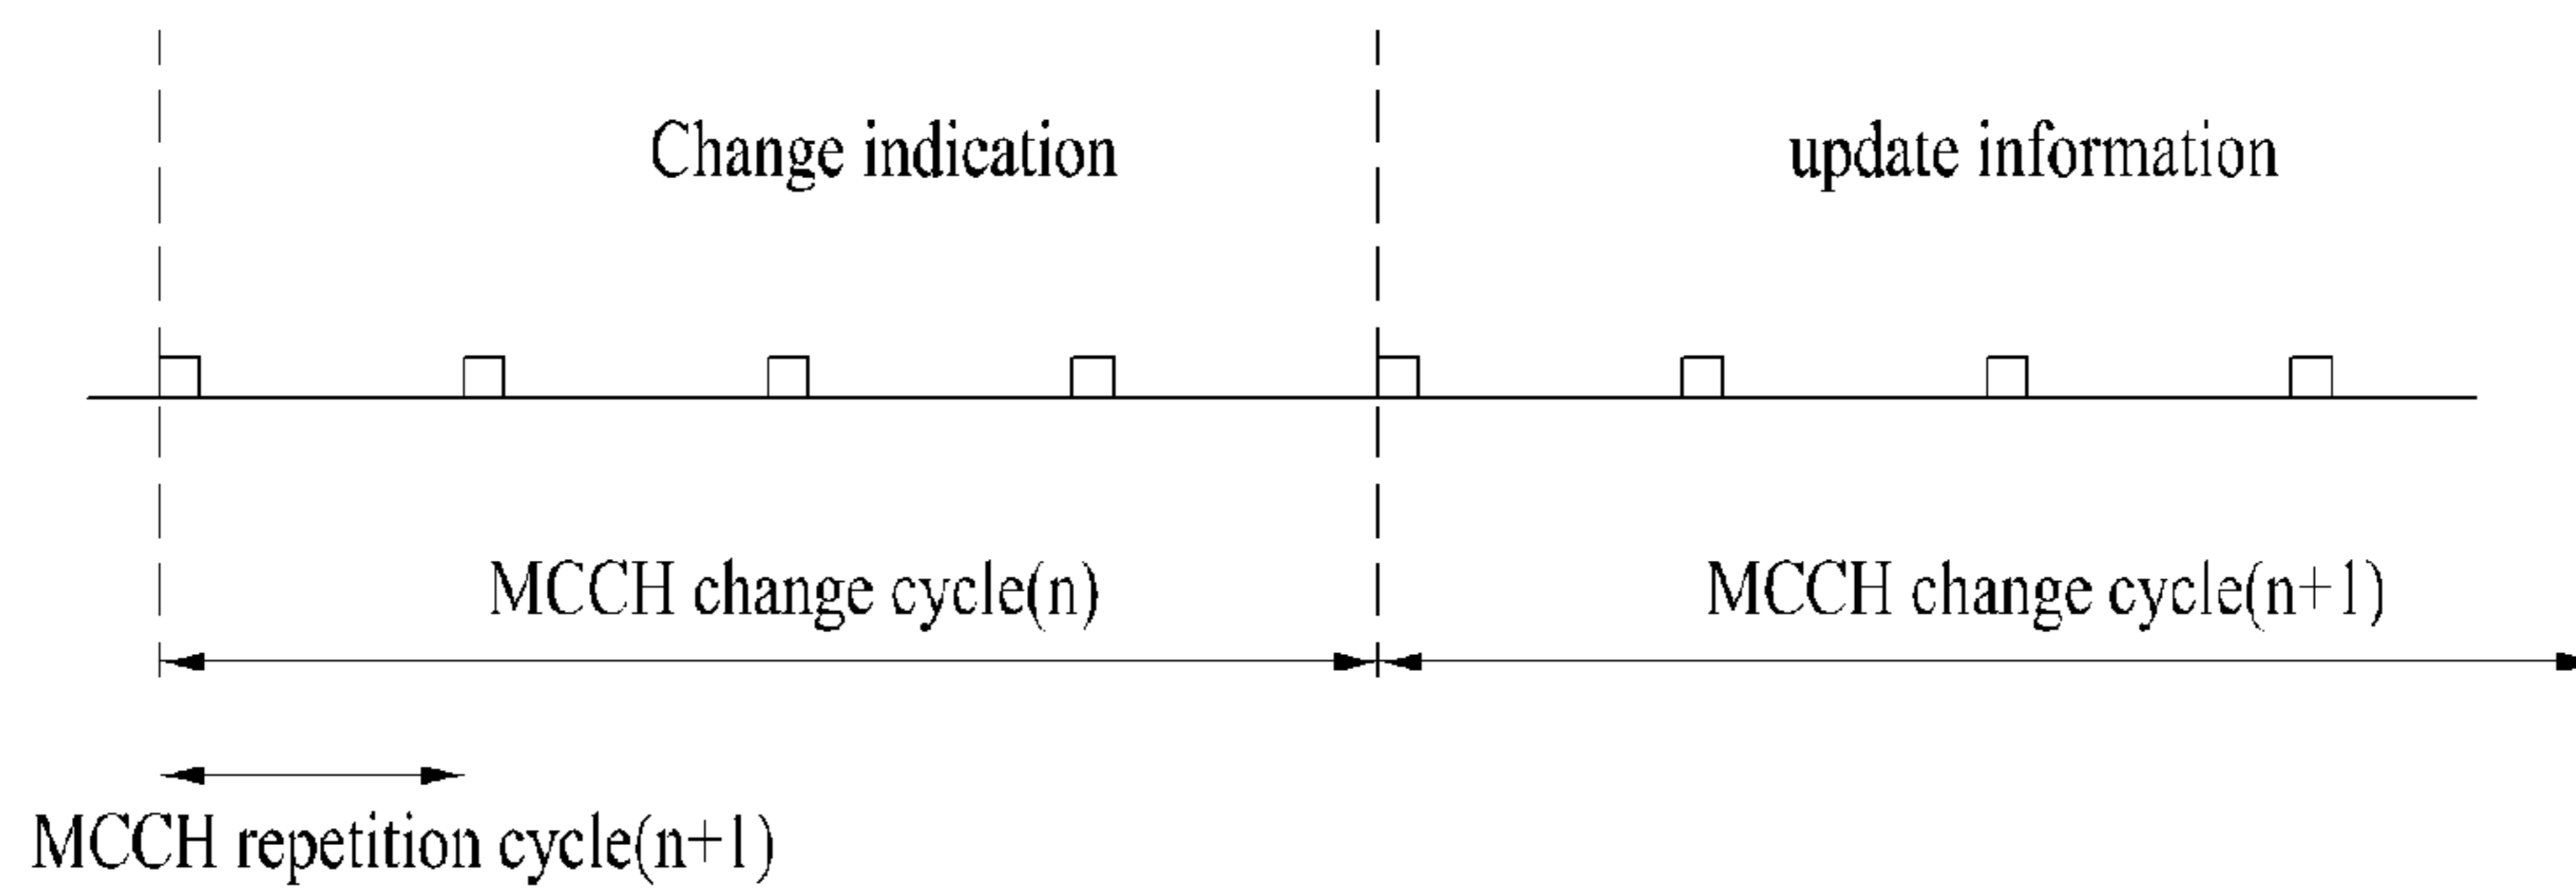 Change indication
update information
MCCH change cycle(n)
MCCH change cycle(n+1)
MCCH repetition cycle(n+1)